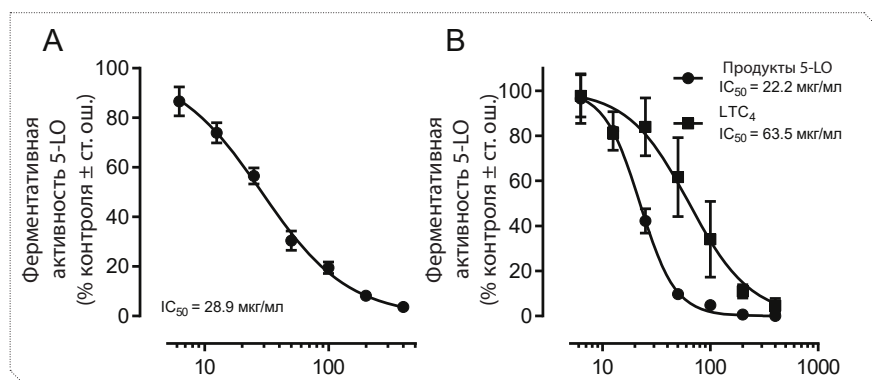 A
Ферментативная
активность 5-LO
(% контроля ± ст. ош.)
100
80
60
40
20
0
IC50 = 28.9 мкг/мл
10
100
B
Ферментативная
активность 5-LO
(% контроля ± ст. ош.)
100
80
60
40
20
0
Продукты 5-LO
IC50 = 22.2 мкг/мл
LTC4
IC50 = 63.5 мкг/мл
10
100
1000